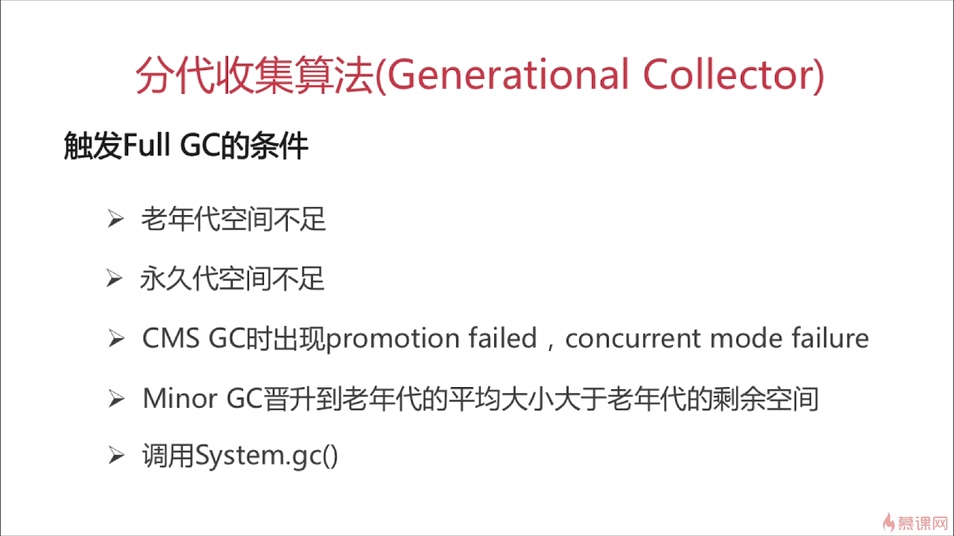 分代收集算法(Generational Collector)
触发Full GC的条件
老年代空间不足
永久代空间不足
CMS GC时出现promotion failed，concurrent mode failure
Minor GC晋升到老年代的平均大小大于老年代的剩余空间
调用System.gc()
慕课网